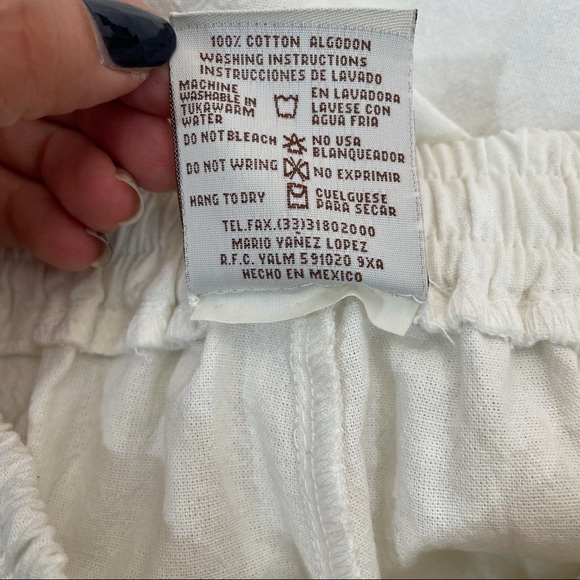 100% COTTON ALGODON
WASHING INSTRUCTIONS
INSTRUCCIONES DE LAVADO
MACHINE WASHABLE IN TUKAWARM WATER
EN LAVADORA LAVESE CON AGUA FRIA
DO NOT BLEACH NO USA BLANQUEADOR
DO NOT WRING NO EXPRIMIR
HANG TO DRY CUELGUESE PARA SECAR
TEL.FAX.(33)31802000
MARIO YAÑEZ LOPEZ
R.F.C. YALM 591020 9XA
HECHO EN MEXICO